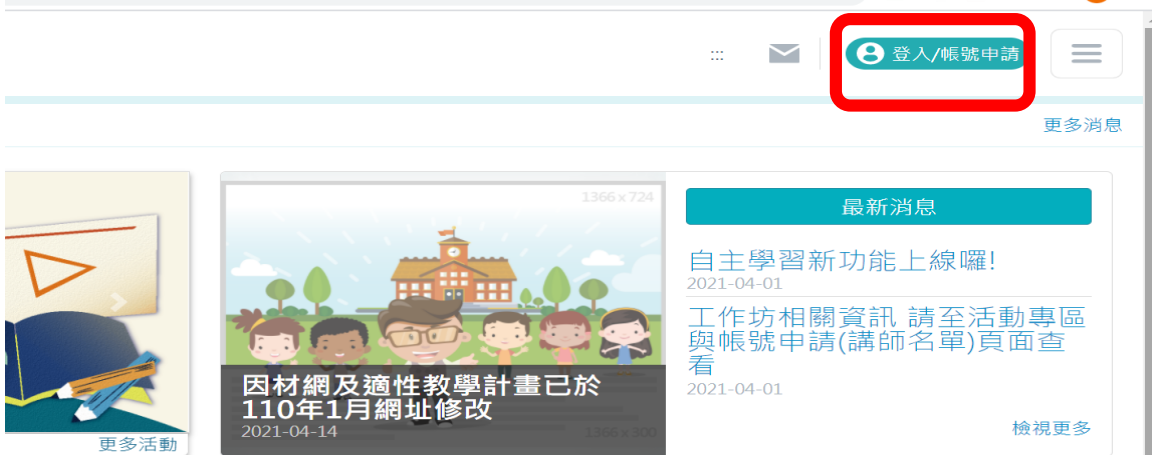 :::
登入/帳號申請
更多消息
更多活動
1366 x 724
因材網及適性教學計畫已於
110年1月網址修改
2021-04-14
1366 x 300
最新消息
自主學習新功能上線囉!
2021-04-01
工作坊相關資訊 請至活動專區
與帳號申請(講師名單)頁面查
看
2021-04-01
檢視更多